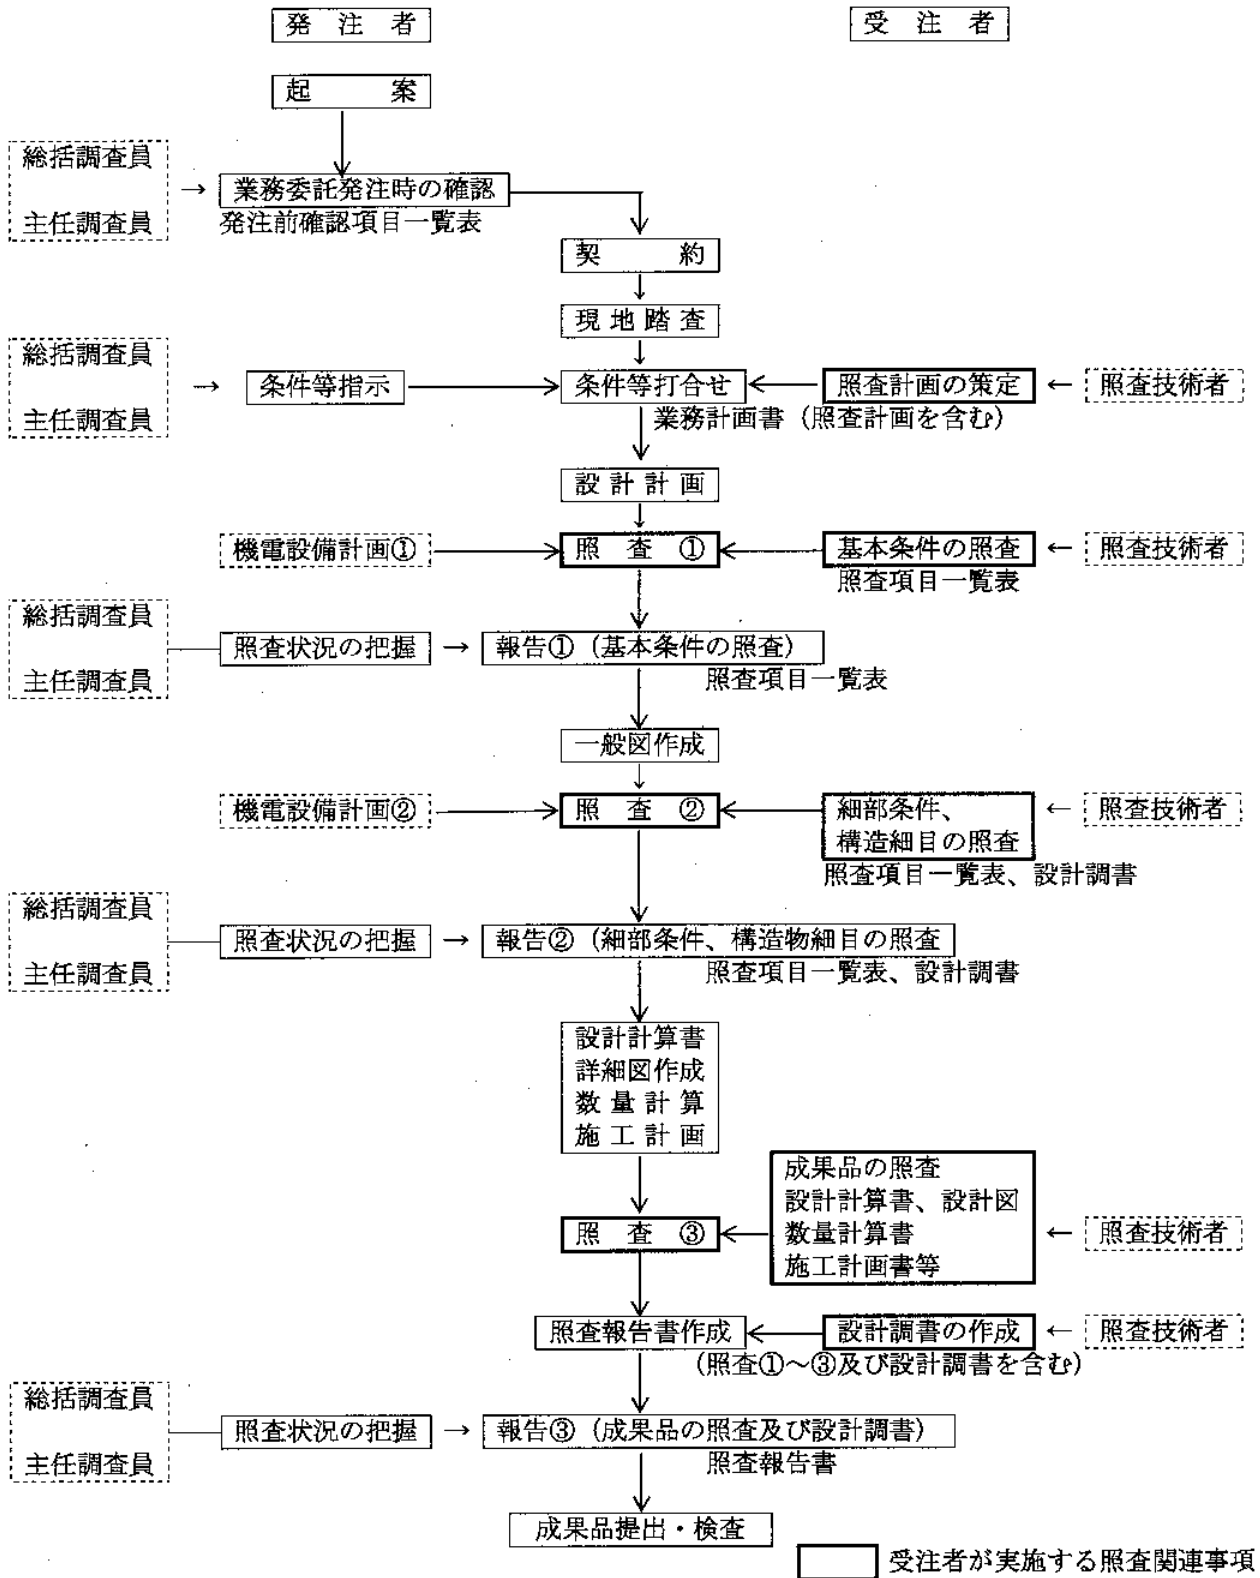 発注者
受注者
起案
総括調査員
主任調査員
→ 業務委託発注時の確認
発注前確認項目一覧表
契約
現地踏査
総括調査員
主任調査員
→ 条件等指示
条件等打合せ
照査計画の策定 ← 照査技術者
業務計画書（照査計画を含む）
設計計画
機電設備計画①
照査①
基本条件の照査 ← 照査技術者
照査項目一覧表
総括調査員
主任調査員
照査状況の把握 → 報告①（基本条件の照査）
照査項目一覧表
一般図作成
機電設備計画②
照査②
細部条件、
構造細目の照査
← 照査技術者
照査項目一覧表、設計調書
総括調査員
主任調査員
照査状況の把握 → 報告②（細部条件、構造物細目の照査
照査項目一覧表、設計調書
設計計算書
詳細図作成
数量計算
施工計画
成果品の照査
設計計算書、設計図
数量計算書
施工計画書等
← 照査技術者
照査③
照査報告書作成
設計調書の作成 ← 照査技術者
（照査①～③及び設計調書を含む）
総括調査員
主任調査員
照査状況の把握 → 報告③（成果品の照査及び設計調書）
照査報告書
成果品提出・検査
受注者が実施する照査関連事項